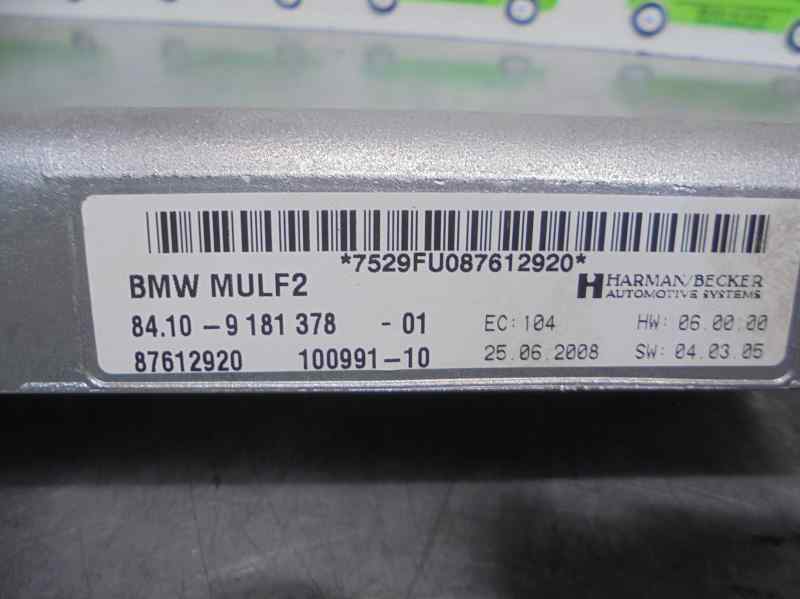 *7529FU087612920*
BMW MULF2
HARMAN/BECKER
AUTOMOTIVE SYSTEMS
84.10 - 9 181 378 - 01 EC: 104 HW: 06.00:00
87612920 100991-10 25.06.2008 SW: 04.03.05